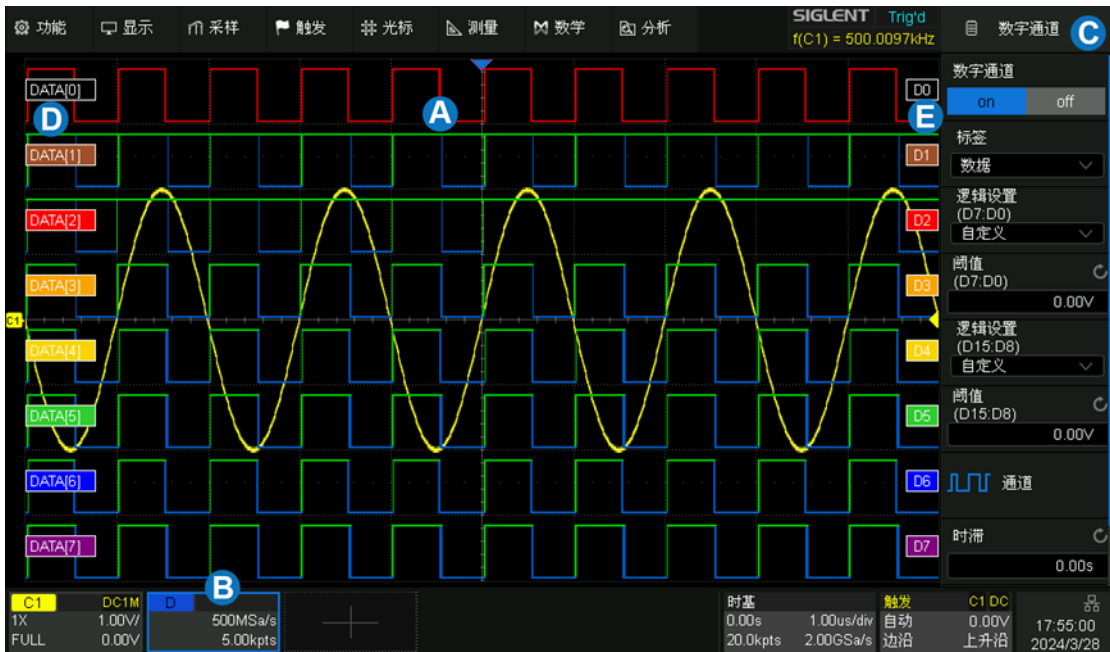 功能 显示 采样 触发 光标 测量 数学 分析
SIGLENT Trig'd
f(C1) = 500.0097kHz
数字通道 C
数字通道
on off
标签
数据
逻辑设置
(D7:D0)
自定义
阈值
(D7:D0)
0.00V
逻辑设置
(D15:D8)
自定义
阈值
(D15:D8)
0.00V
通道
时滞
0.00s
DATA[0] D0
D A E
DATA[1] D1
DATA[2] D2
DATA[3] D3
C1
DATA[4] D4
DATA[5] D5
DATA[6] D6
DATA[7] D7
B
C1 DC1M
1X 1.00V/
FULL 0.00V
D
500MSa/s
5.00kpts
时基
0.00s 1.00us/div
20.0kpts 2.00GSa/s
触发 C1 DC
自动 0.00V
边沿 上升沿
17:55:00
2024/3/28